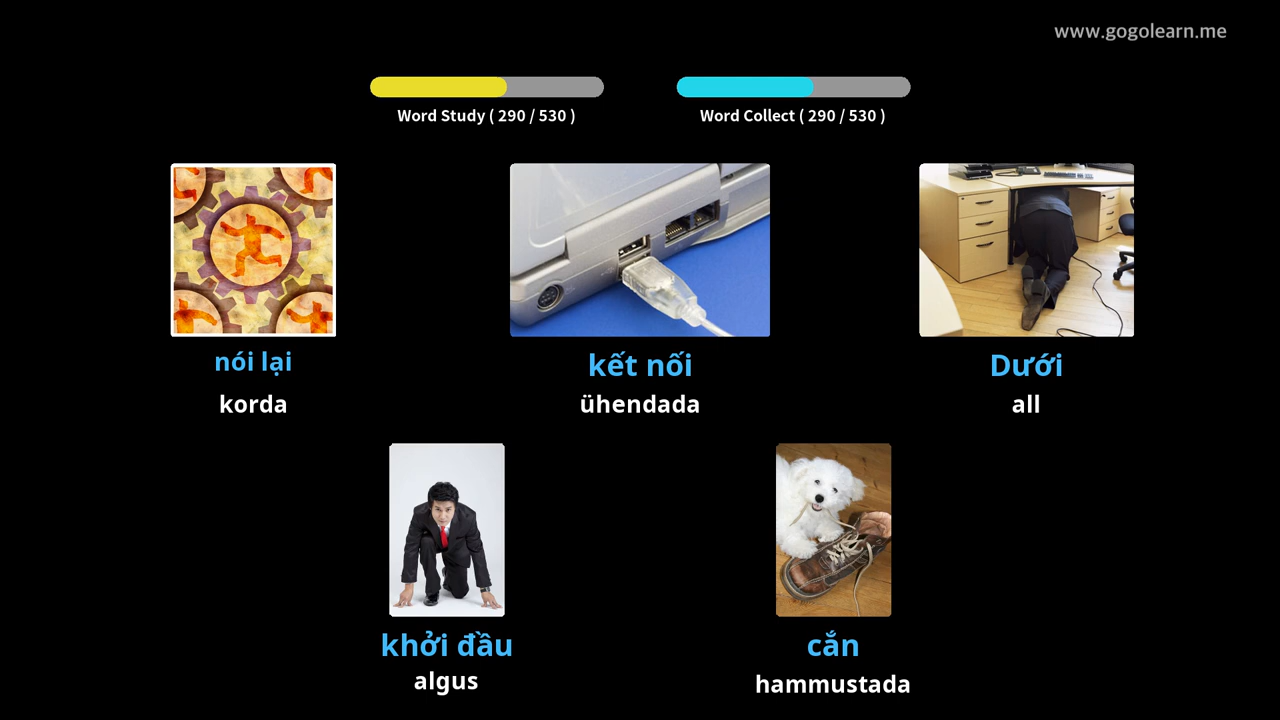 www.gogolearn.me
Word Study ( 290 / 530 )
Word Collect ( 290 / 530 )
nói lại
korda
kết nối
ühendada
Dưới
all
khởi đầu
algus
cắn
hammustada